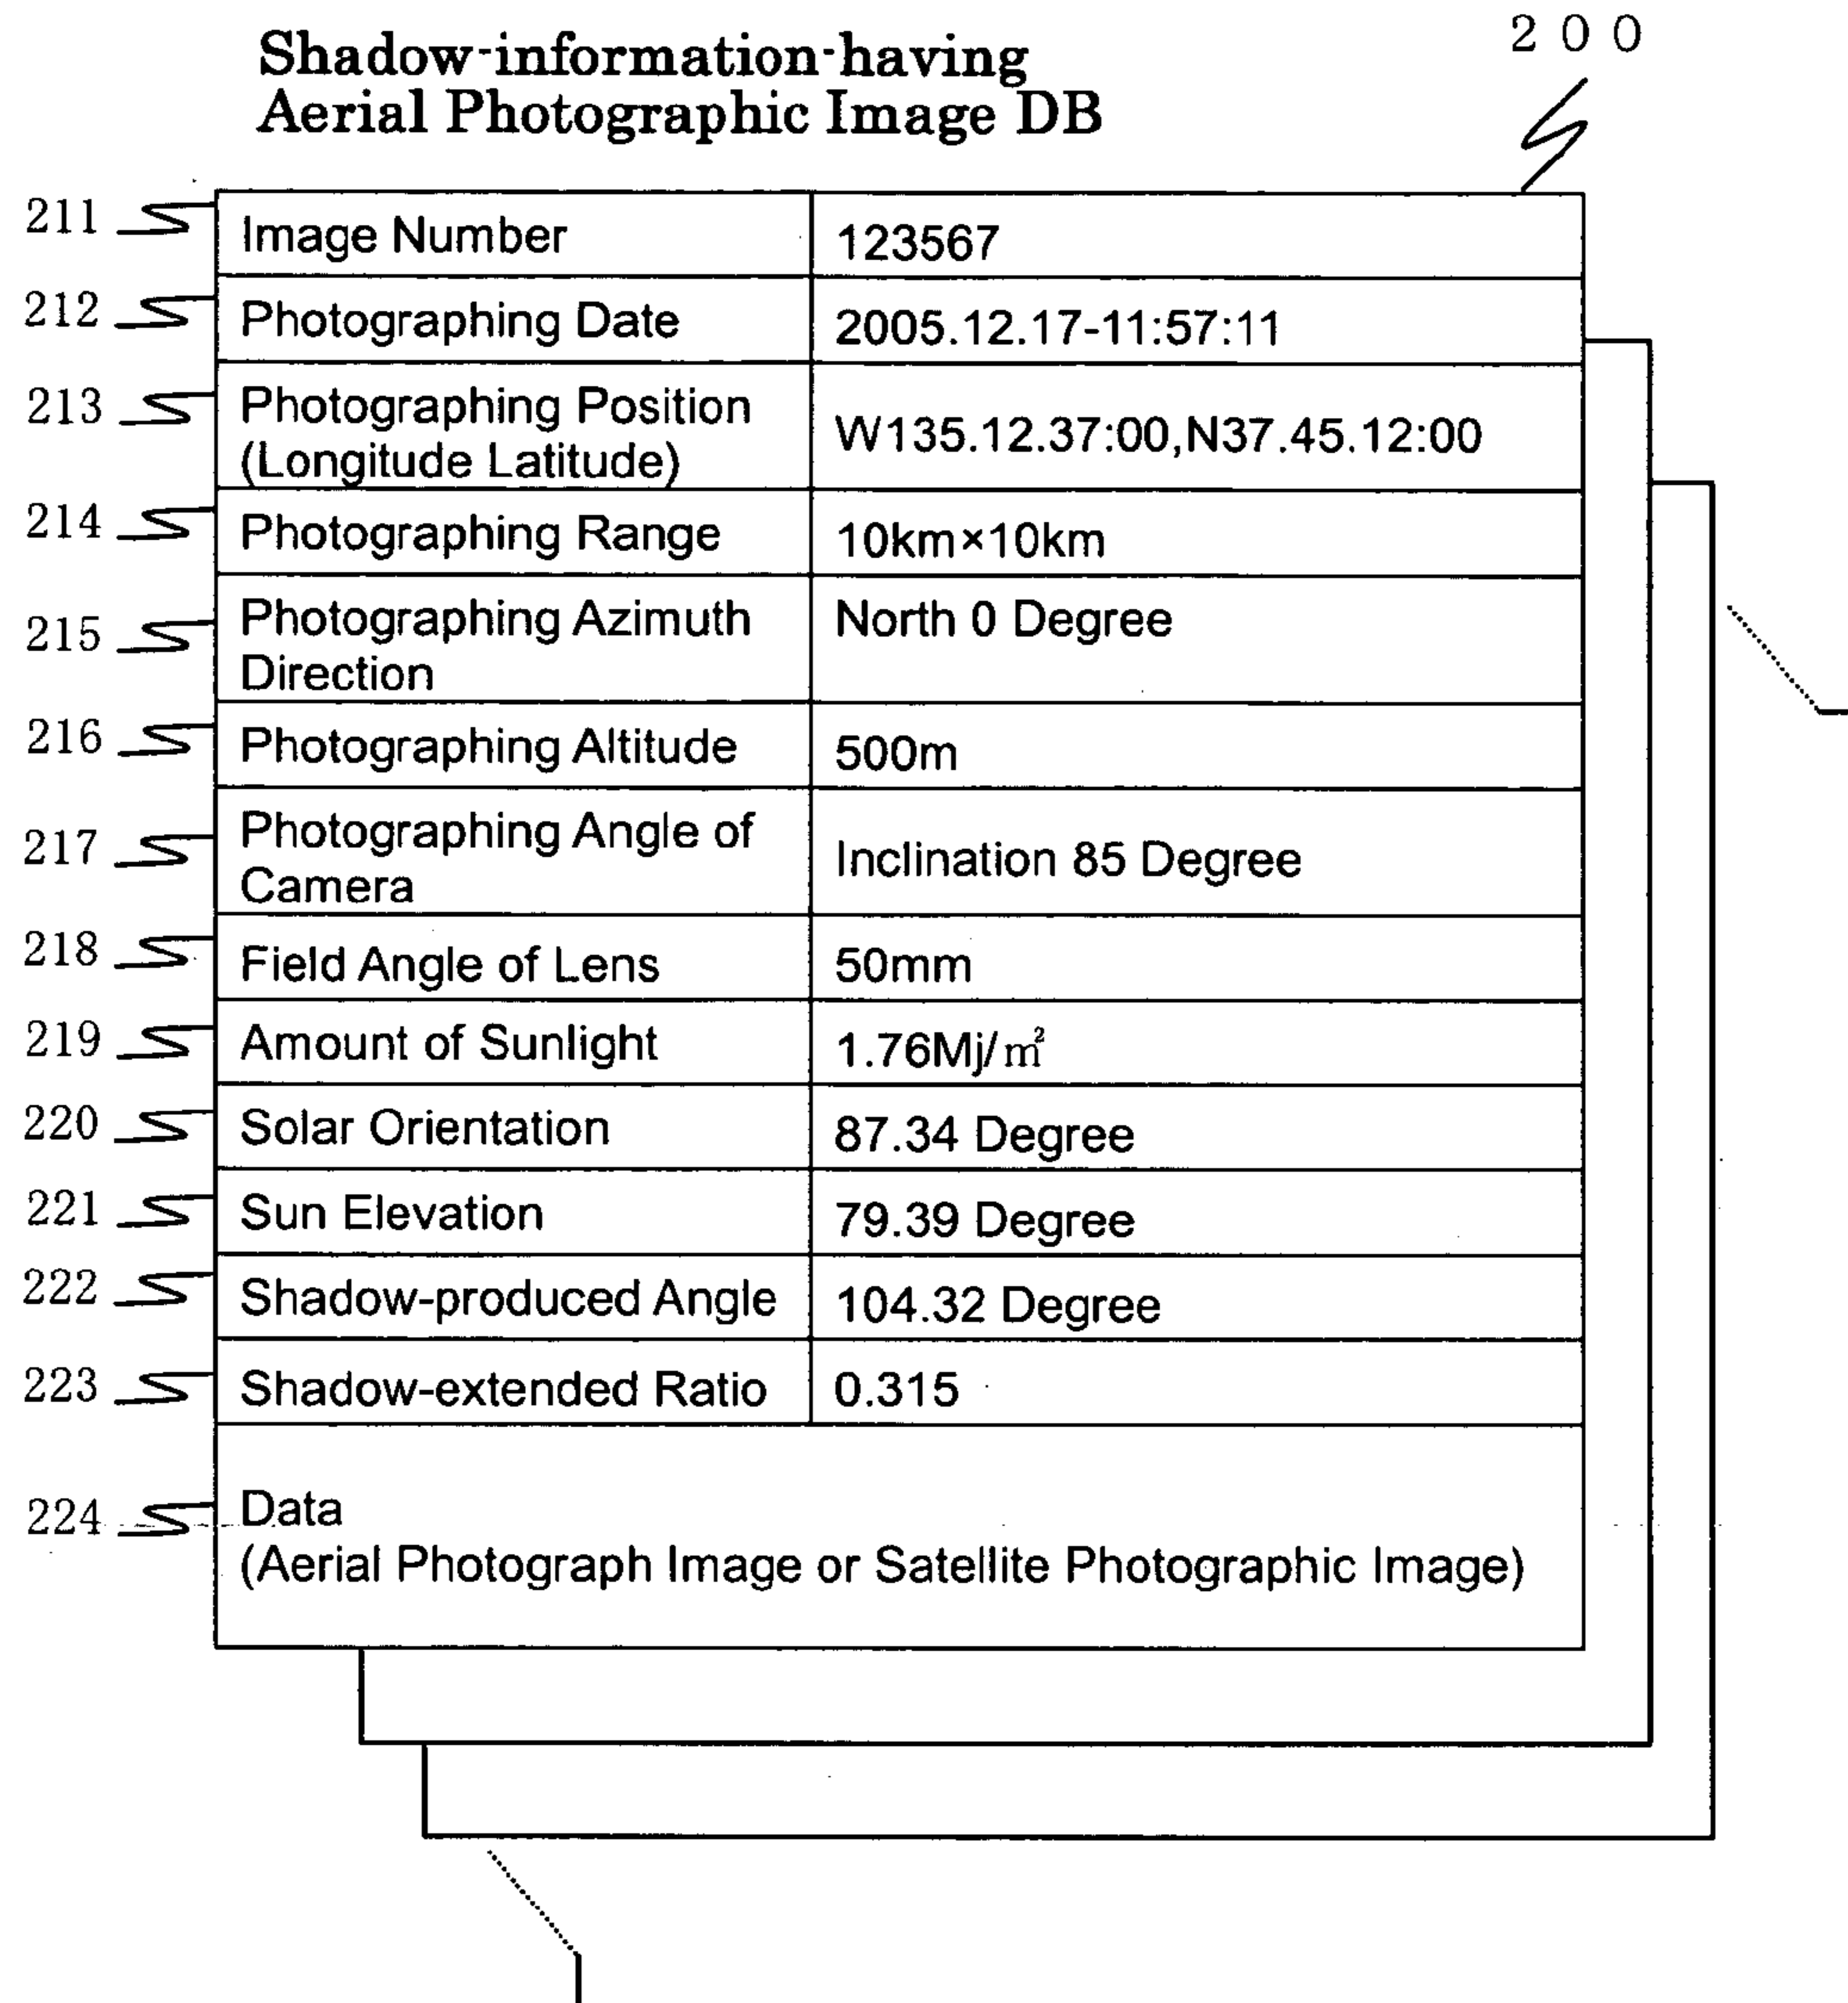 Shadow-information-having
Aerial Photographic Image DB
2 0 0
211 Image Number 123567
212 Photographing Date 2005.12.17-11:57:11
213 Photographing Position
(Longitude Latitude) W135.12.37:00,N37.45.12:00
214 Photographing Range 10km×10km
215 Photographing Azimuth
Direction North 0 Degree
216 Photographing Altitude 500m
217 Photographing Angle of
Camera Inclination 85 Degree
218 Field Angle of Lens 50mm
219 Amount of Sunlight 1.76Mj/㎡
220 Solar Orientation 87.34 Degree
221 Sun Elevation 79.39 Degree
222 Shadow-produced Angle 104.32 Degree
223 Shadow-extended Ratio 0.315
224 Data
(Aerial Photograph Image or Satellite Photographic Image)